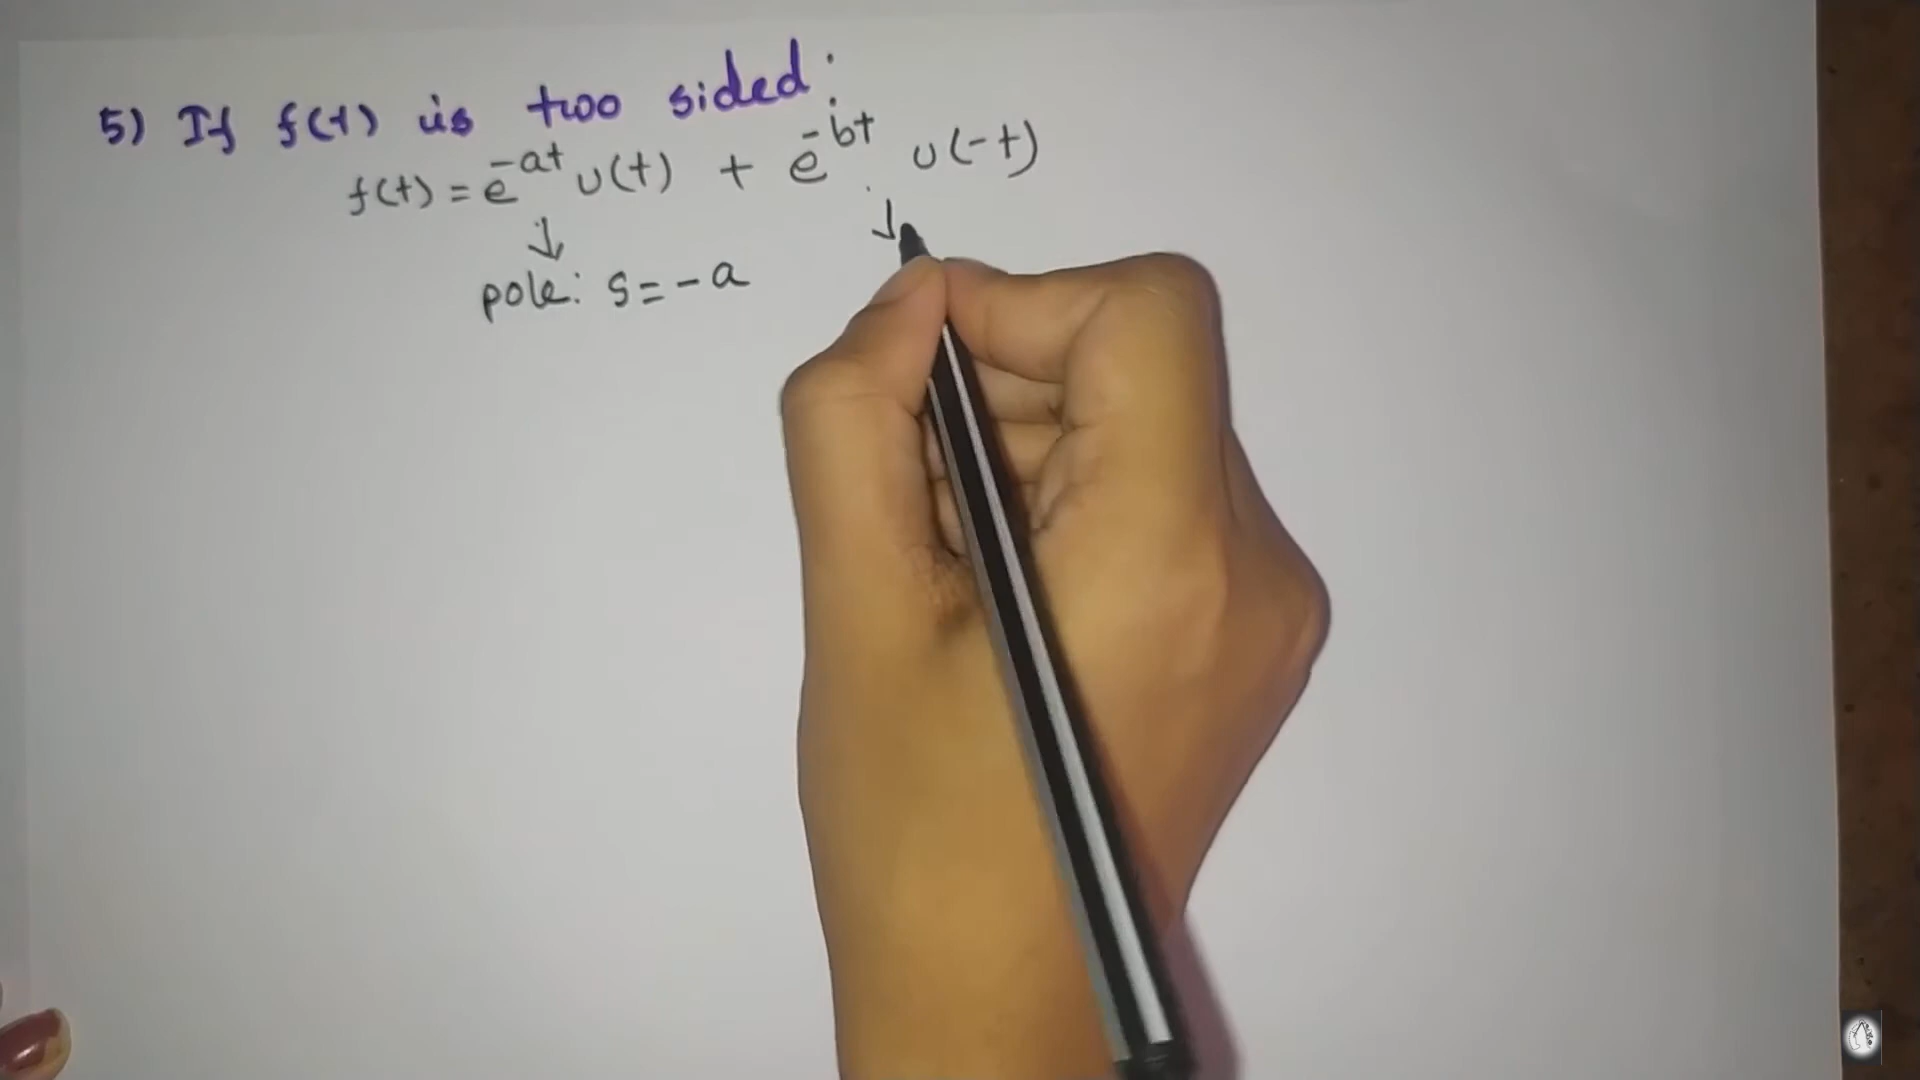 5) If f(t) is two sided:
f(t) = e^{-at} u(t) + e^{-bt} u(-t)
↓ ↓
pole: s = -a